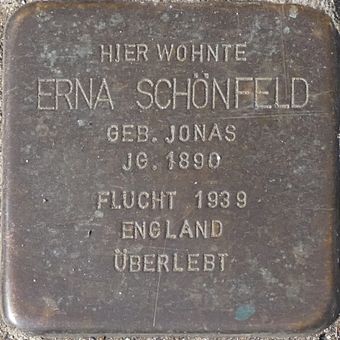 HIER WOHNTE
ERNA SCHÖNFELD
GEB. JONAS
JG. 1890
FLUCHT 1939
ENGLAND
ÜBERLEBT